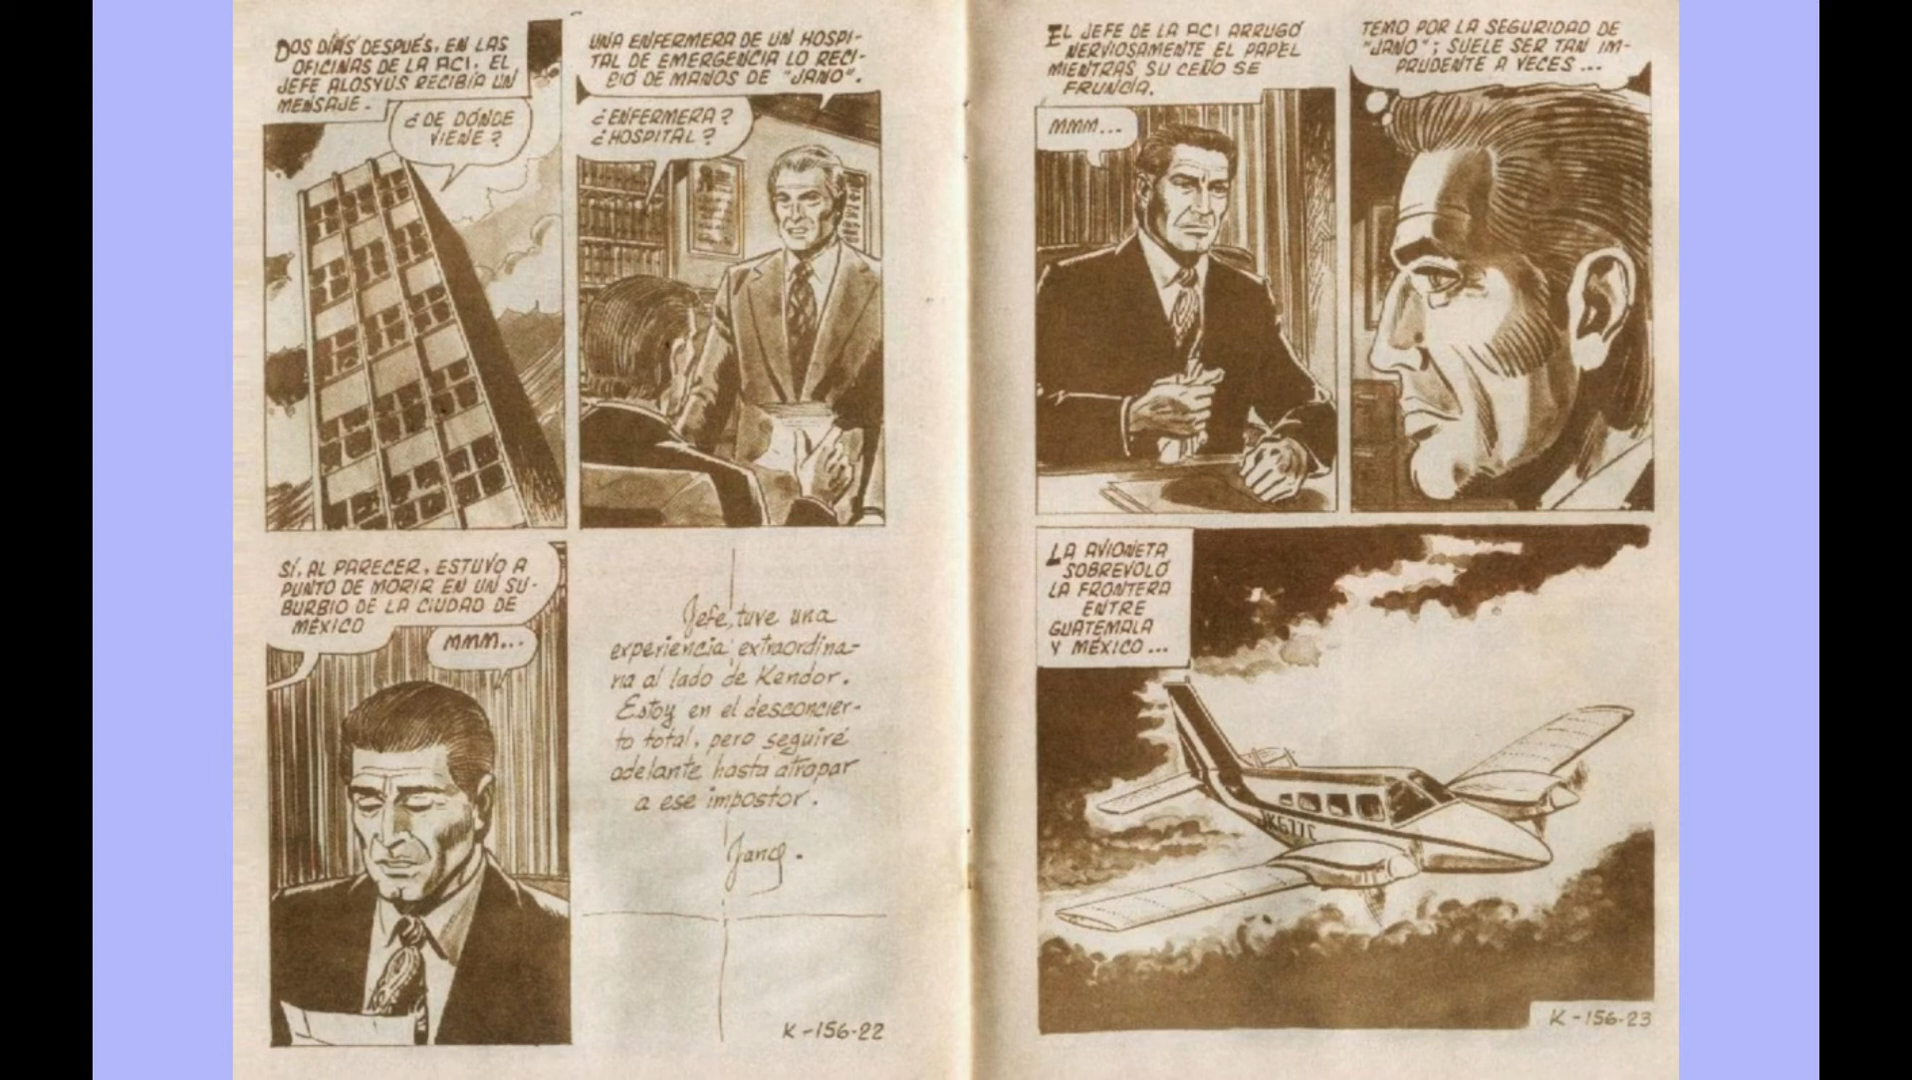 DOS DÍAS DESPUÉS, EN LAS
OFICINAS DE LA ACI, EL
JEFE ALOSYUS RECIBÍA UN
MENSAJE.
¿DE DÓNDE
VIENE?
UNA ENFERMERA DE UN HOSPI-
TAL DE EMERGENCIA LO RECI-
BIÓ DE MANOS DE "JANO".
¿ENFERMERA?
¿HOSPITAL?
SÍ, AL PARECER, ESTUVO A
PUNTO DE MORIR EN UN SU-
BURBIO DE LA CIUDAD DE
MÉXICO
MMM...
Jefe, tuve una
experiencia extraordina-
ria al lado de Kendor.
Estoy en el desconcier-
to total, pero seguiré
adelante hasta atrapar
a ese impostor.
Jano.
K-156-22
EL JEFE DE LA ACI ARRUGÓ
NERVIOSAMENTE EL PAPEL
MIENTRAS SU CEÑO SE
FRUNCÍA.
MMM...
TEMO POR LA SEGURIDAD DE
"JANO"; SUELE SER TAN IM-
PRUDENTE A VECES...
LA AVIONETA
SOBREVOLÓ
LA FRONTERA
ENTRE
GUATEMALA
Y MÉXICO...
K-156-23